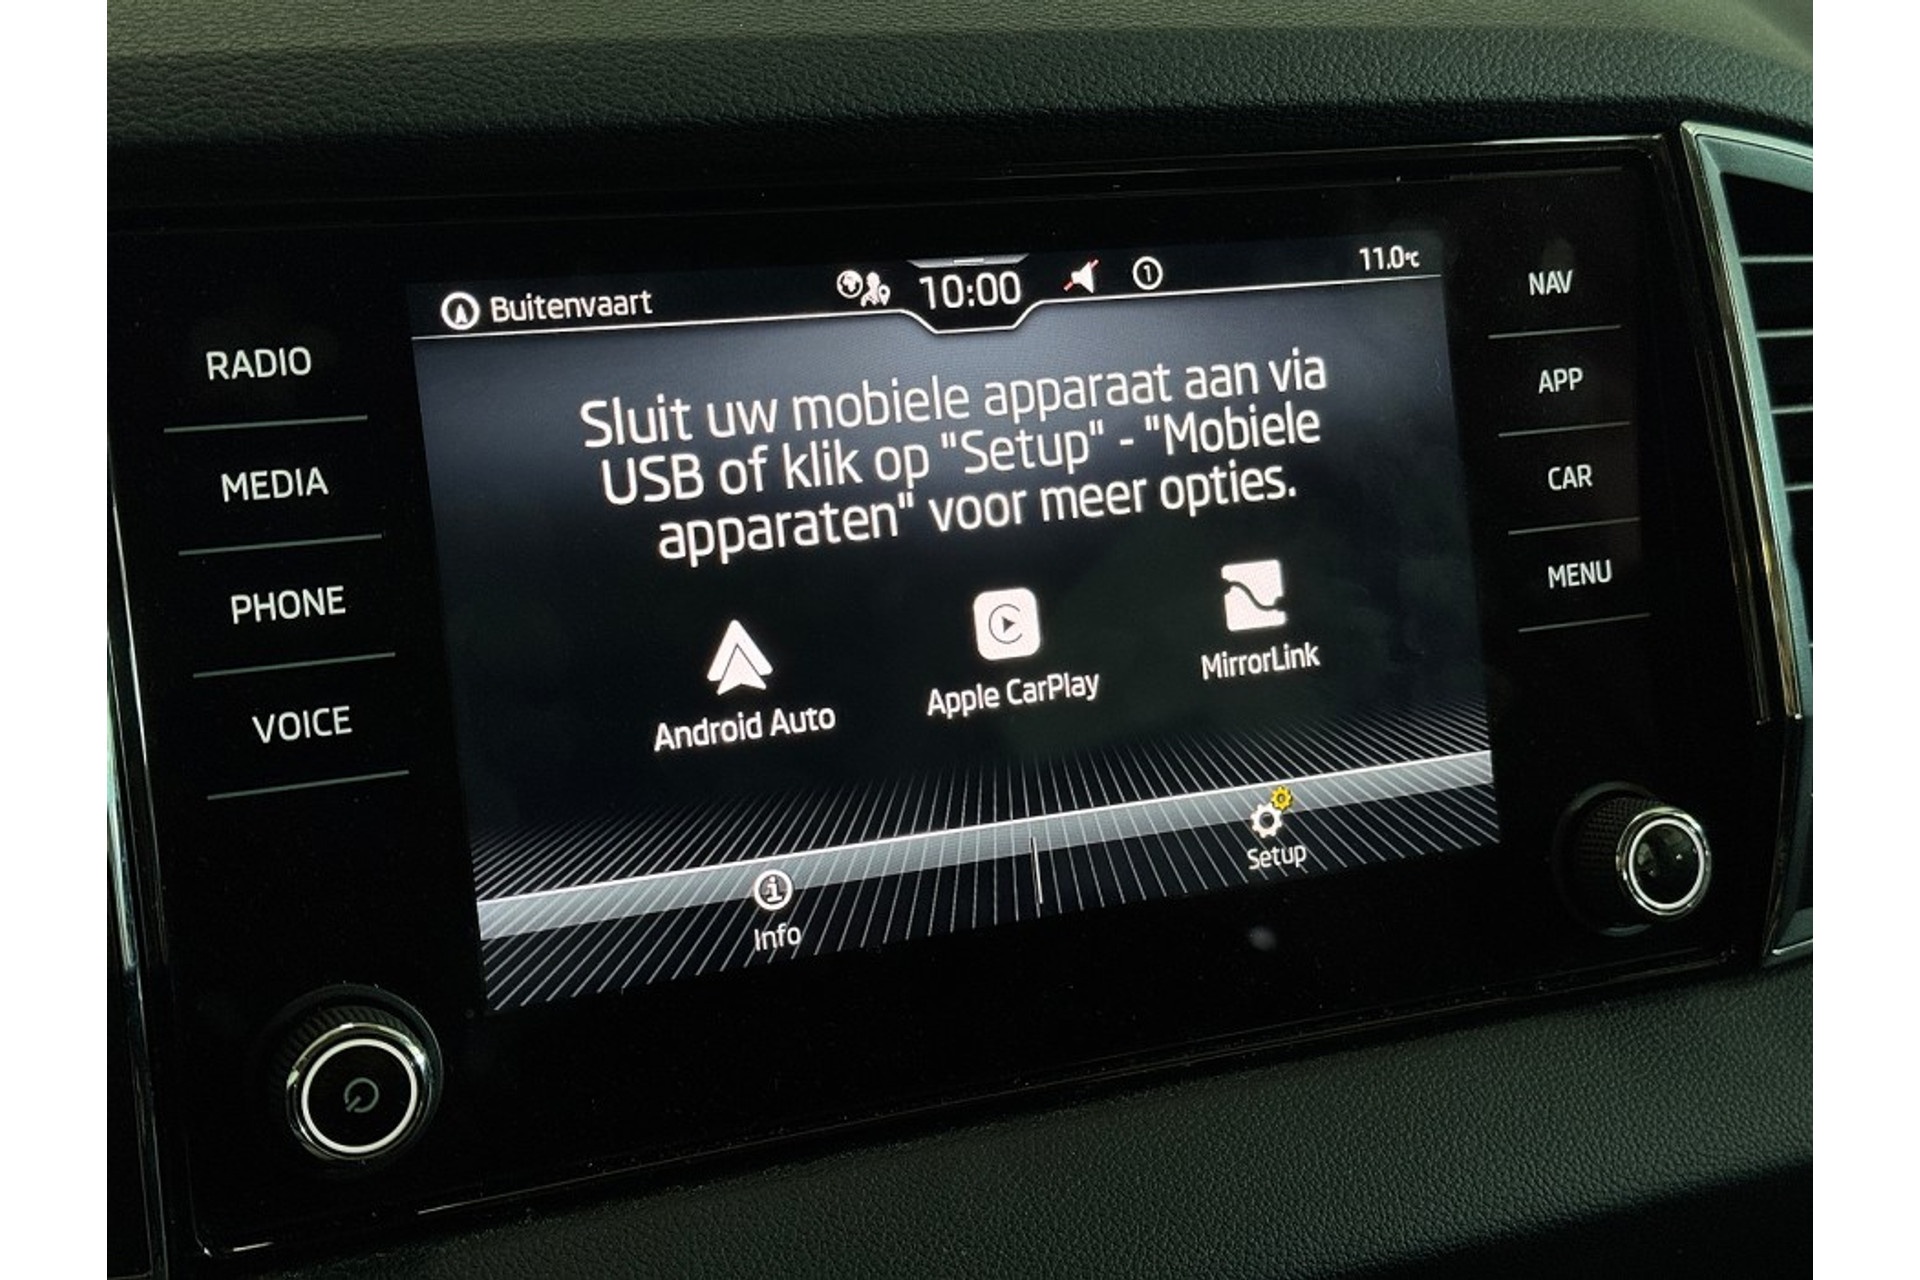 Buitenvaart
10:00
1
11.0°C
RADIO
MEDIA
PHONE
VOICE
Sluit uw mobiele apparaat aan via
USB of klik op "Setup" - "Mobiele
apparaten" voor meer opties.
Android Auto
Apple CarPlay
MirrorLink
Info
Setup
NAV
APP
CAR
MENU